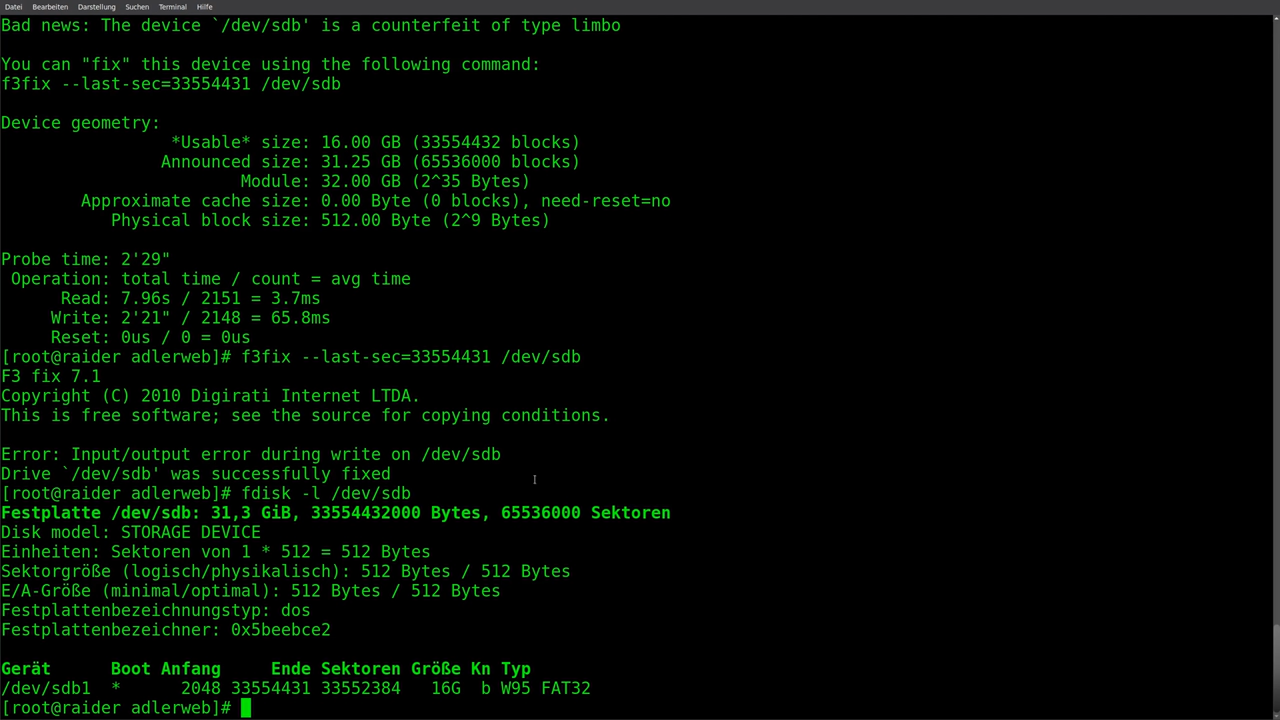 Datei Bearbeiten Darstellung Suchen Terminal Hilfe
Bad news: The device `/dev/sdb' is a counterfeit of type limbo
You can "fix" this device using the following command:
f3fix --last-sec=33554431 /dev/sdb
Device geometry:
*Usable* size: 16.00 GB (33554432 blocks)
Announced size: 31.25 GB (65536000 blocks)
Module: 32.00 GB (2^35 Bytes)
Approximate cache size: 0.00 Byte (0 blocks), need-reset=no
Physical block size: 512.00 Byte (2^9 Bytes)
Probe time: 2'29"
Operation: total time / count = avg time
Read: 7.96s / 2151 = 3.7ms
Write: 2'21" / 2148 = 65.8ms
Reset: 0us / 0 = 0us
[root@raider adlerweb]# f3fix --last-sec=33554431 /dev/sdb
F3 fix 7.1
Copyright (C) 2010 Digirati Internet LTDA.
This is free software; see the source for copying conditions.
Error: Input/output error during write on /dev/sdb
Drive `/dev/sdb' was successfully fixed
[root@raider adlerweb]# fdisk -l /dev/sdb
Festplatte /dev/sdb: 31,3 GiB, 33554432000 Bytes, 65536000 Sektoren
Disk model: STORAGE DEVICE
Einheiten: Sektoren von 1 * 512 = 512 Bytes
Sektorgröße (logisch/physikalisch): 512 Bytes / 512 Bytes
E/A-Größe (minimal/optimal): 512 Bytes / 512 Bytes
Festplattenbezeichnungstyp: dos
Festplattenbezeichner: 0x5beebce2
Gerät Boot Anfang Ende Sektoren Größe Kn Typ
/dev/sdb1 * 2048 33554431 33552384 16G b W95 FAT32
[root@raider adlerweb]#